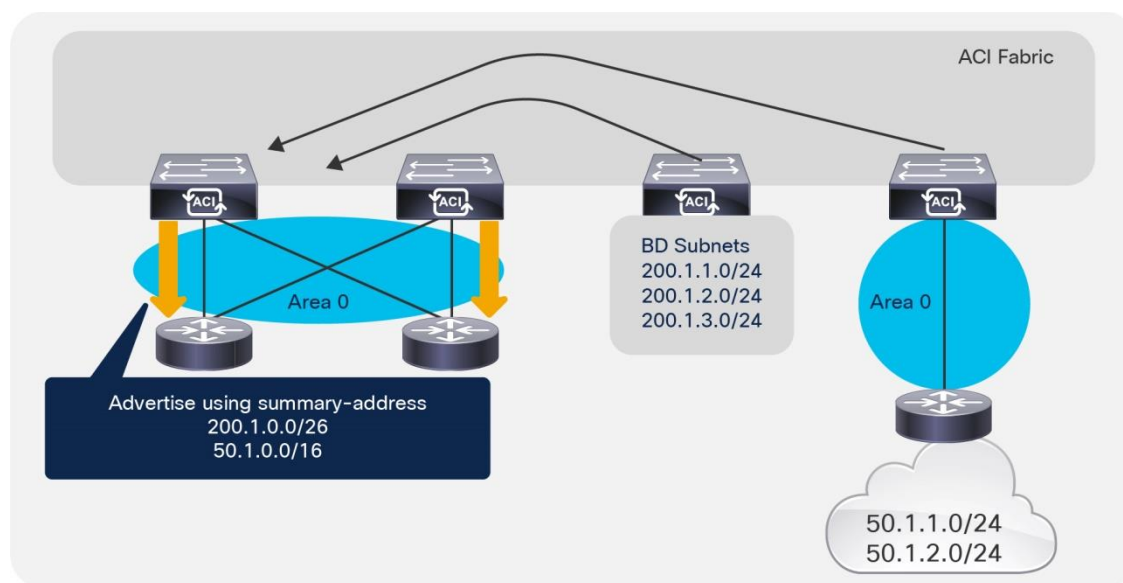 ACI Fabric
ACI
ACI
ACI
ACI
BD Subnets
200.1.1.0/24
200.1.2.0/24
200.1.3.0/24
Area 0
Area 0
Advertise using summary-address
200.1.0.0/26
50.1.0.0/16
50.1.1.0/24
50.1.2.0/24